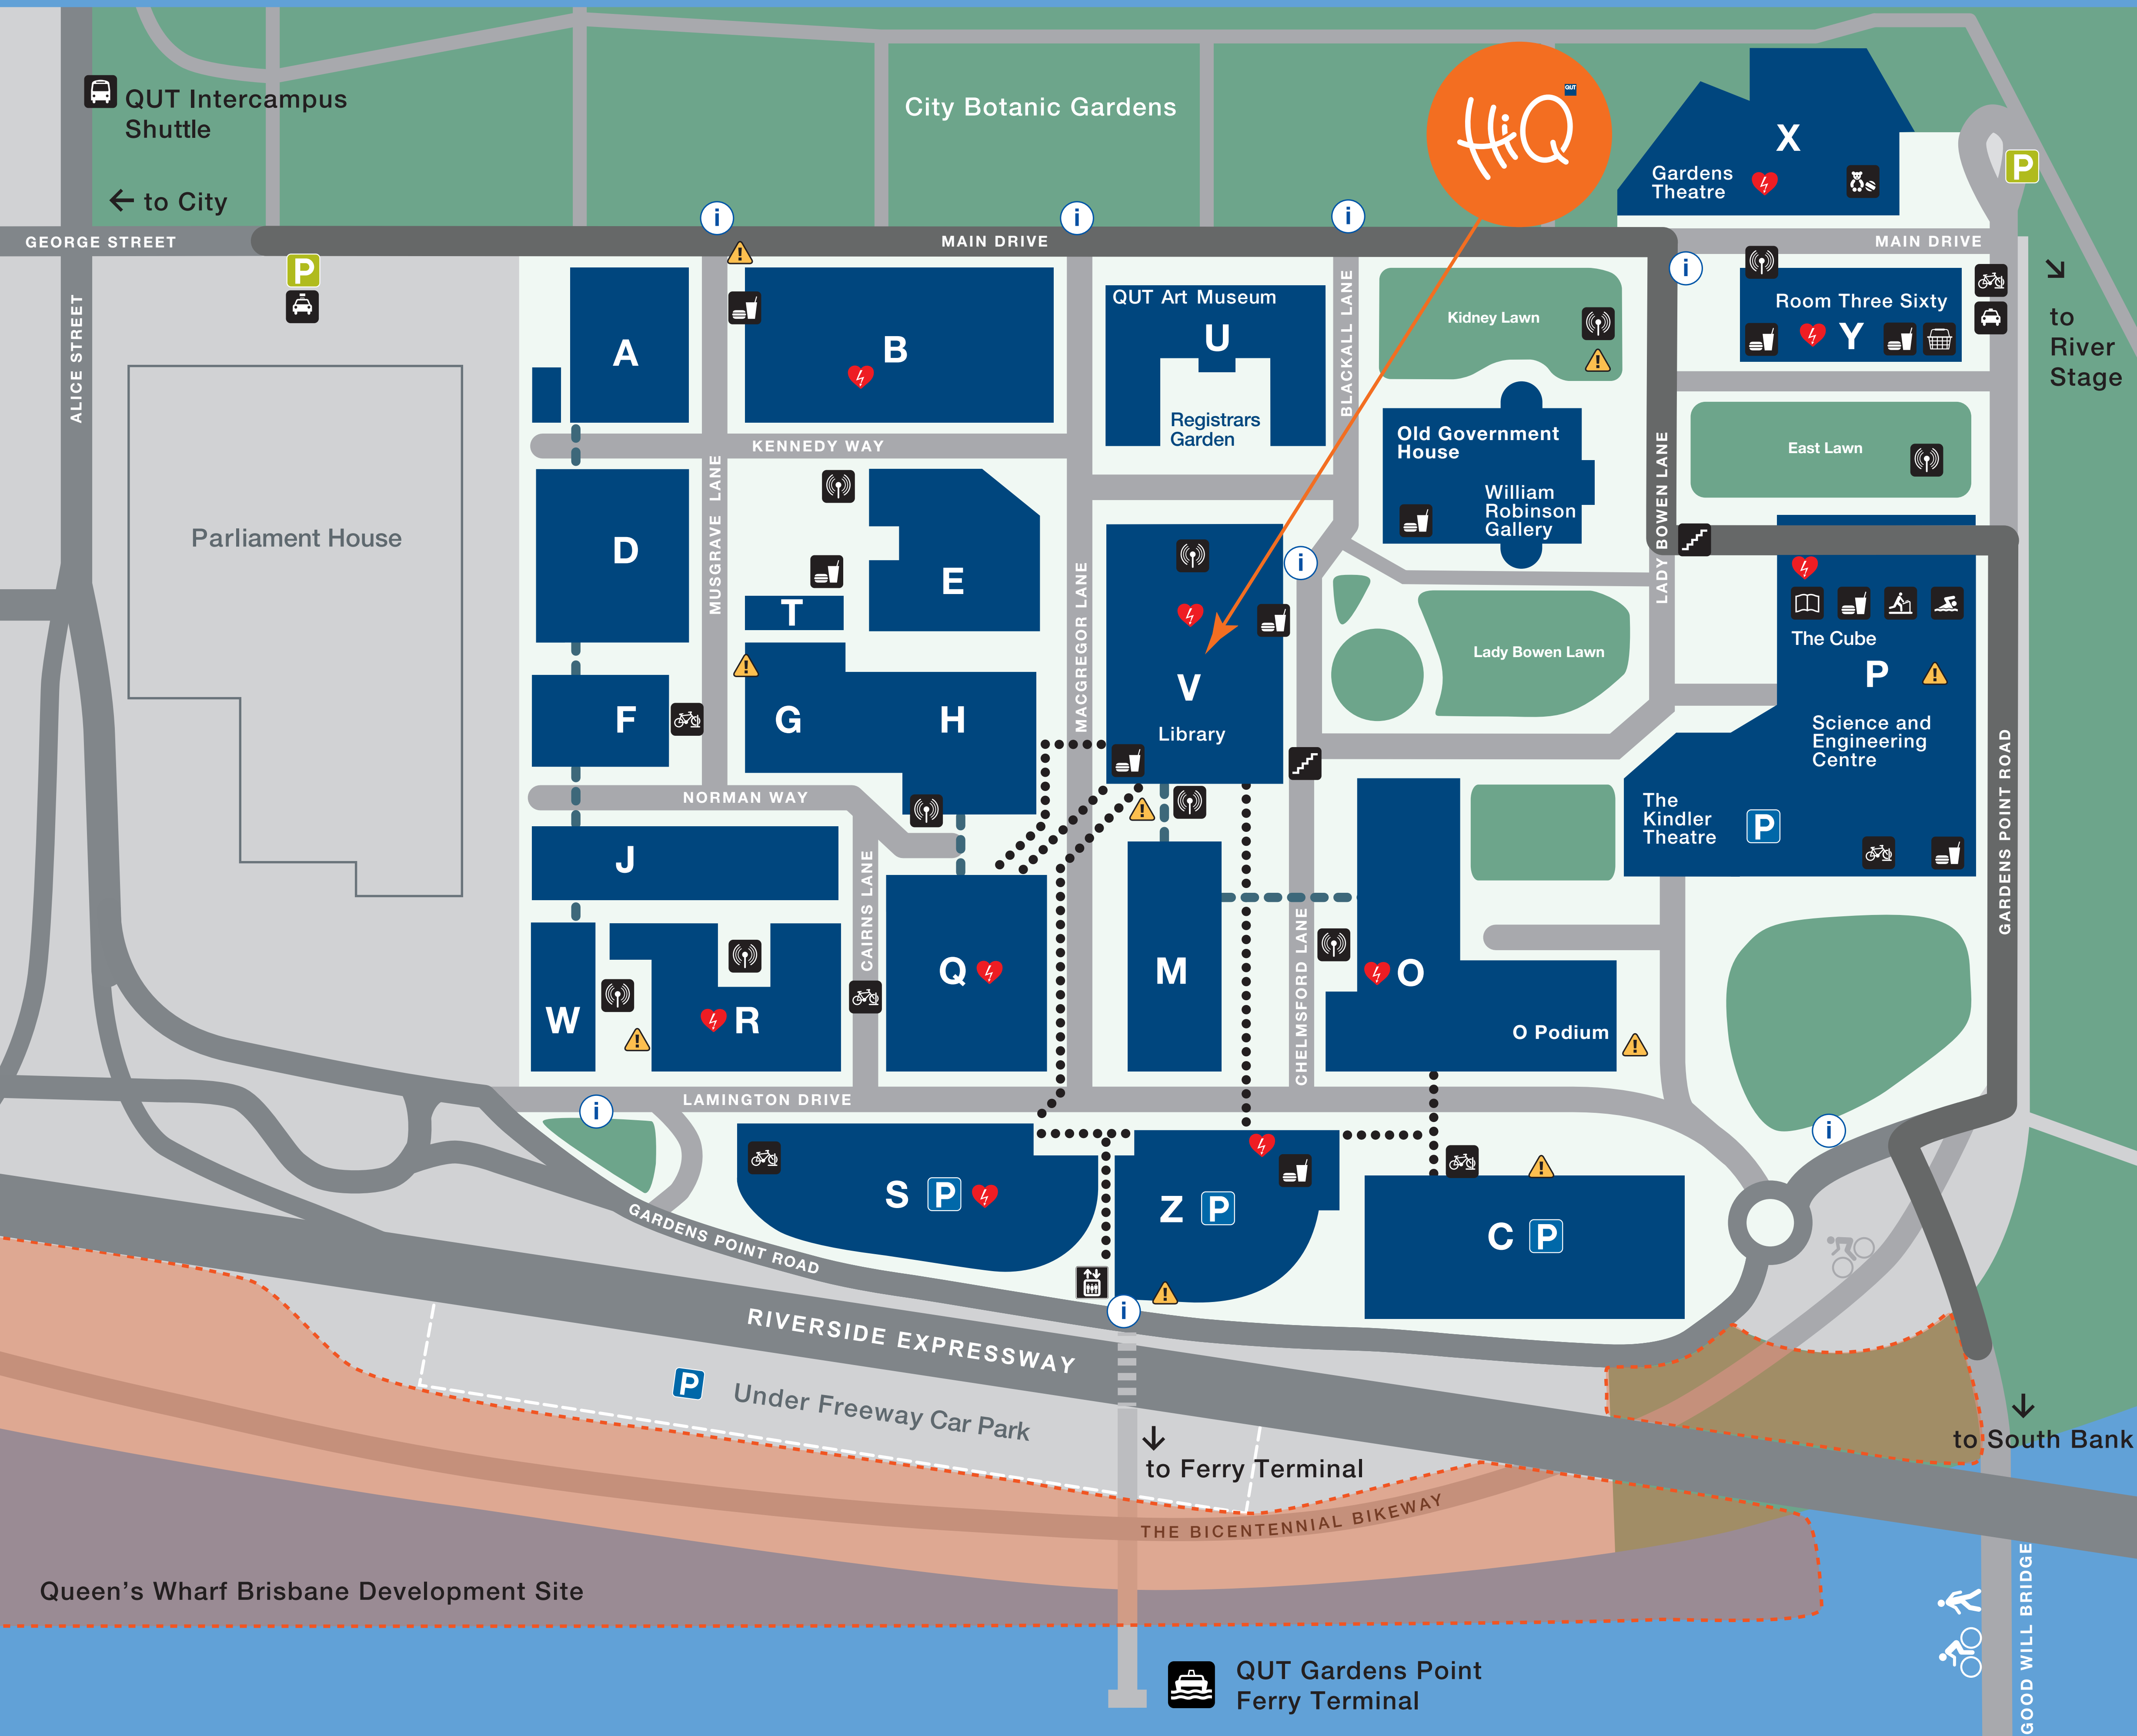 QUT Intercampus
Shuttle
← to City
City Botanic Gardens
HiQ
QUT
X
Gardens
Theatre
P
GEORGE STREET
MAIN DRIVE
MAIN DRIVE
i
i
i
i
P
ALICE STREET
A
B
QUT Art Museum
U
Registrars
Garden
BLACKALL LANE
Kidney Lawn
Room Three Sixty
Y
↘
to
River
Stage
KENNEDY WAY
Old Government
House
William
Robinson
Gallery
LADY BOWEN LANE
East Lawn
Parliament House
D
MUSGRAVE LANE
E
T
MACGREGOR LANE
i
V
Library
Lady Bowen Lawn
The Cube
P
Science and
Engineering
Centre
The
Kindler
Theatre
P
GARDENS POINT ROAD
F
G
H
NORMAN WAY
J
CAIRNS LANE
W
R
Q
M
CHELMSFORD LANE
O
O Podium
LAMINGTON DRIVE
i
i
S
P
Z
P
C
P
GARDENS POINT ROAD
i
RIVERSIDE EXPRESSWAY
P
Under Freeway Car Park
↓
to Ferry Terminal
↓
to South Bank
THE BICENTENNIAL BIKEWAY
Queen's Wharf Brisbane Development Site
GOOD WILL BRIDGE
QUT Gardens Point
Ferry Terminal